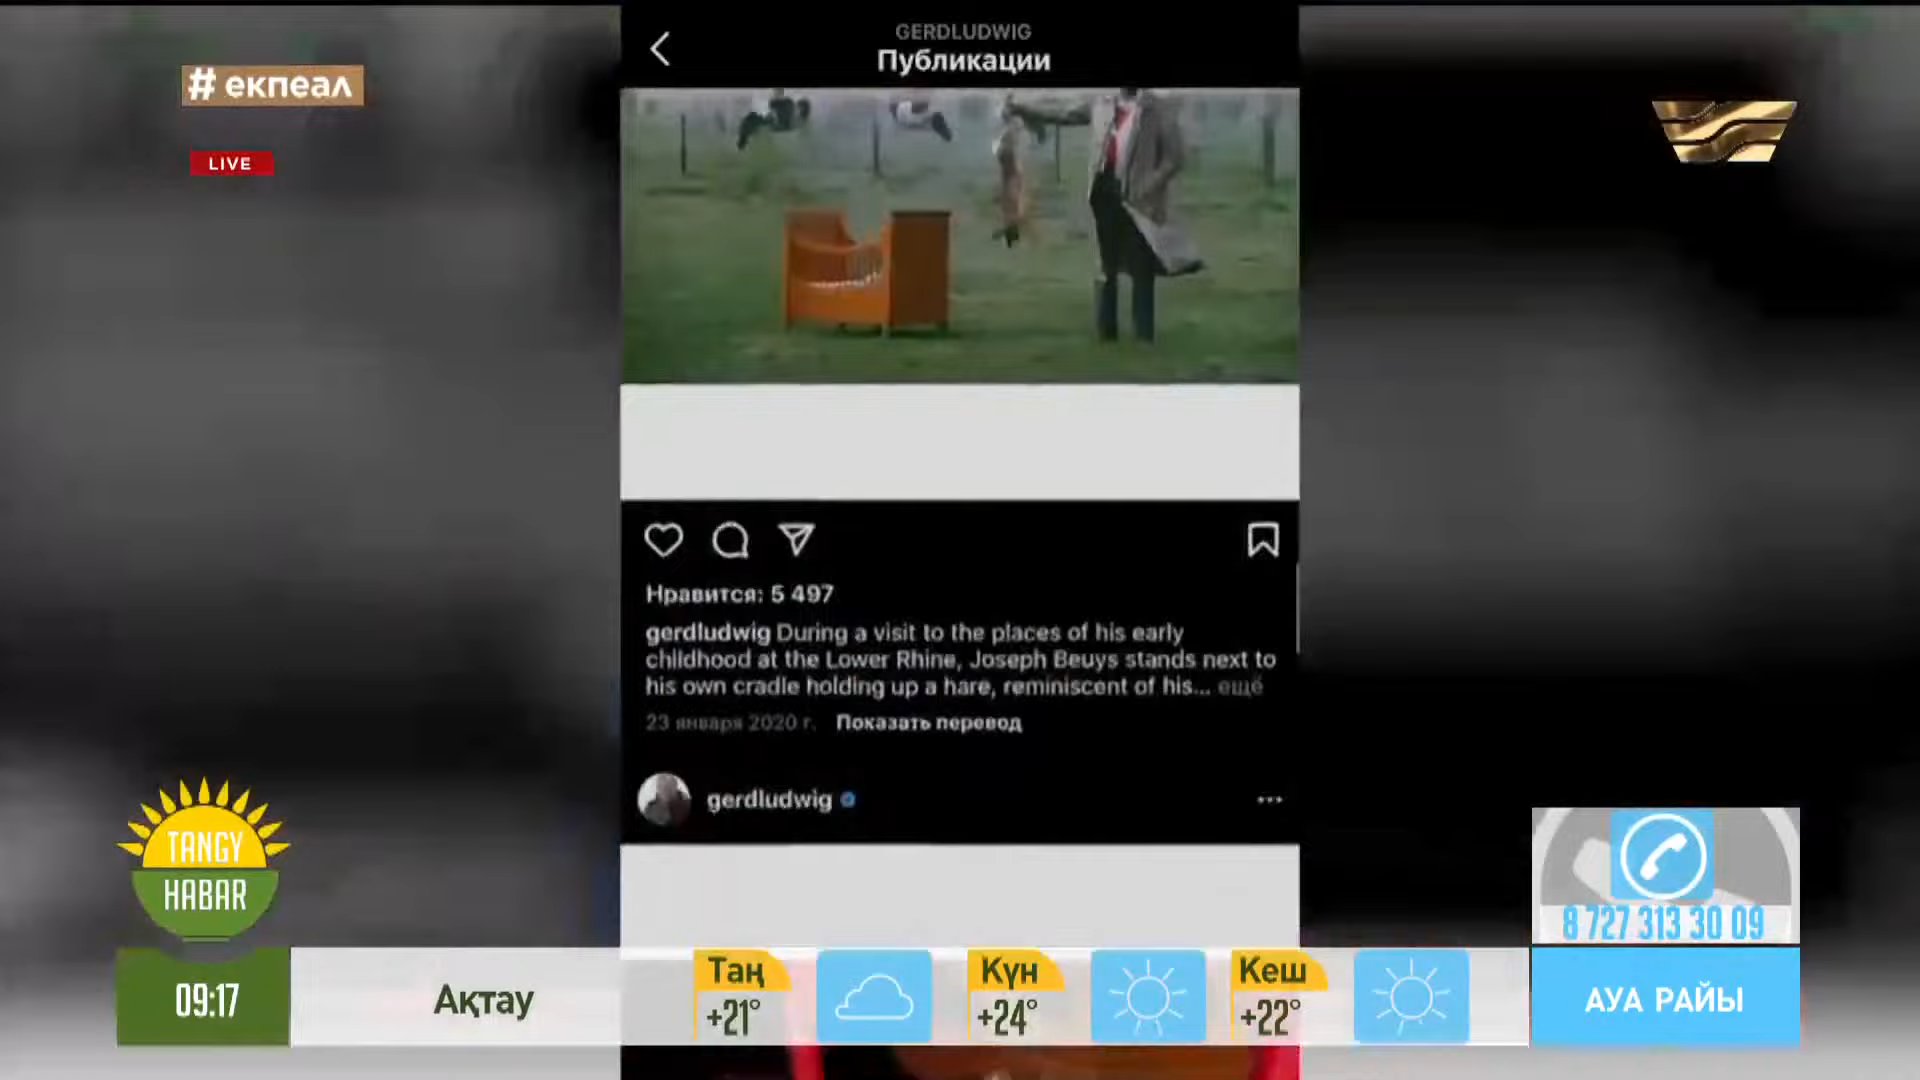 GERDLUDWIG
Публикации
# екпеал
LIVE
Нравится: 5 497
gerdludwig During a visit to the places of his early
childhood at the Lower Rhine, Joseph Beuys stands next to
his own cradle holding up a hare, reminiscent of his... ещё
23 января 2020 г. Показать перевод
gerdludwig
TANGY
HABAR
8 727 313 30 09
09:17
Ақтау
Таң
+21°
Күн
+24°
Кеш
+22°
АУА РАЙЫ